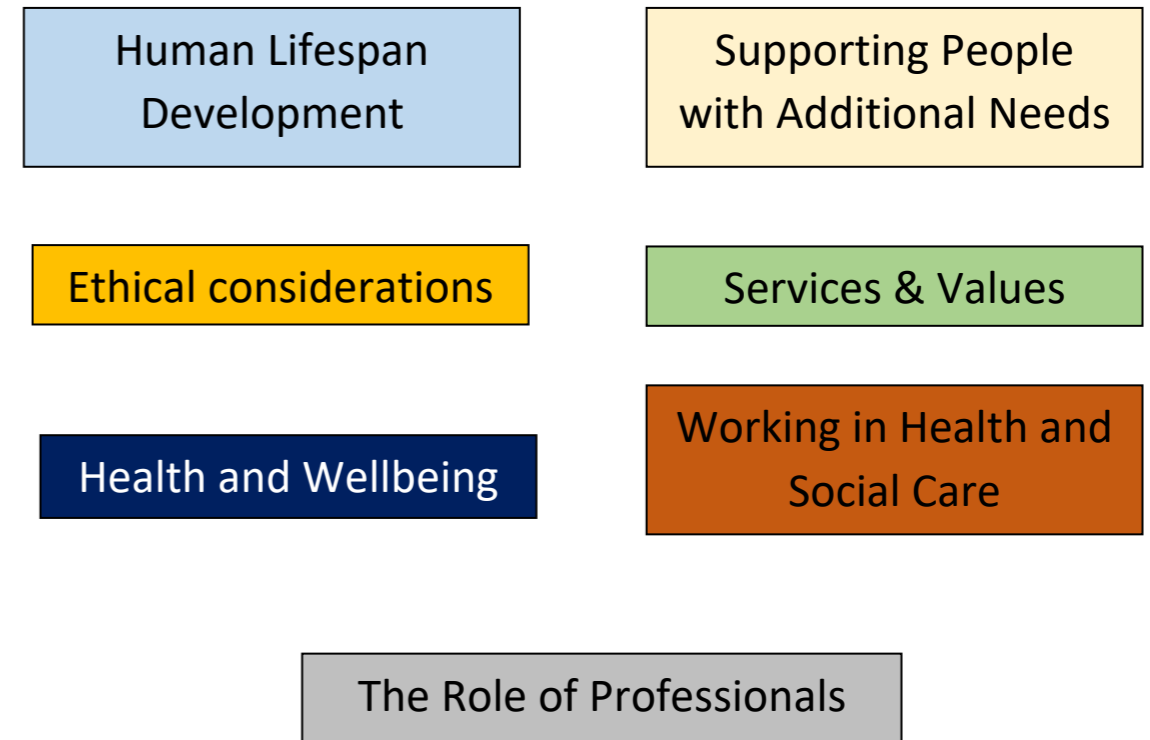 Human Lifespan
Development
Supporting People
with Additional Needs
Ethical considerations
Services & Values
Health and Wellbeing
Working in Health and
Social Care
The Role of Professionals